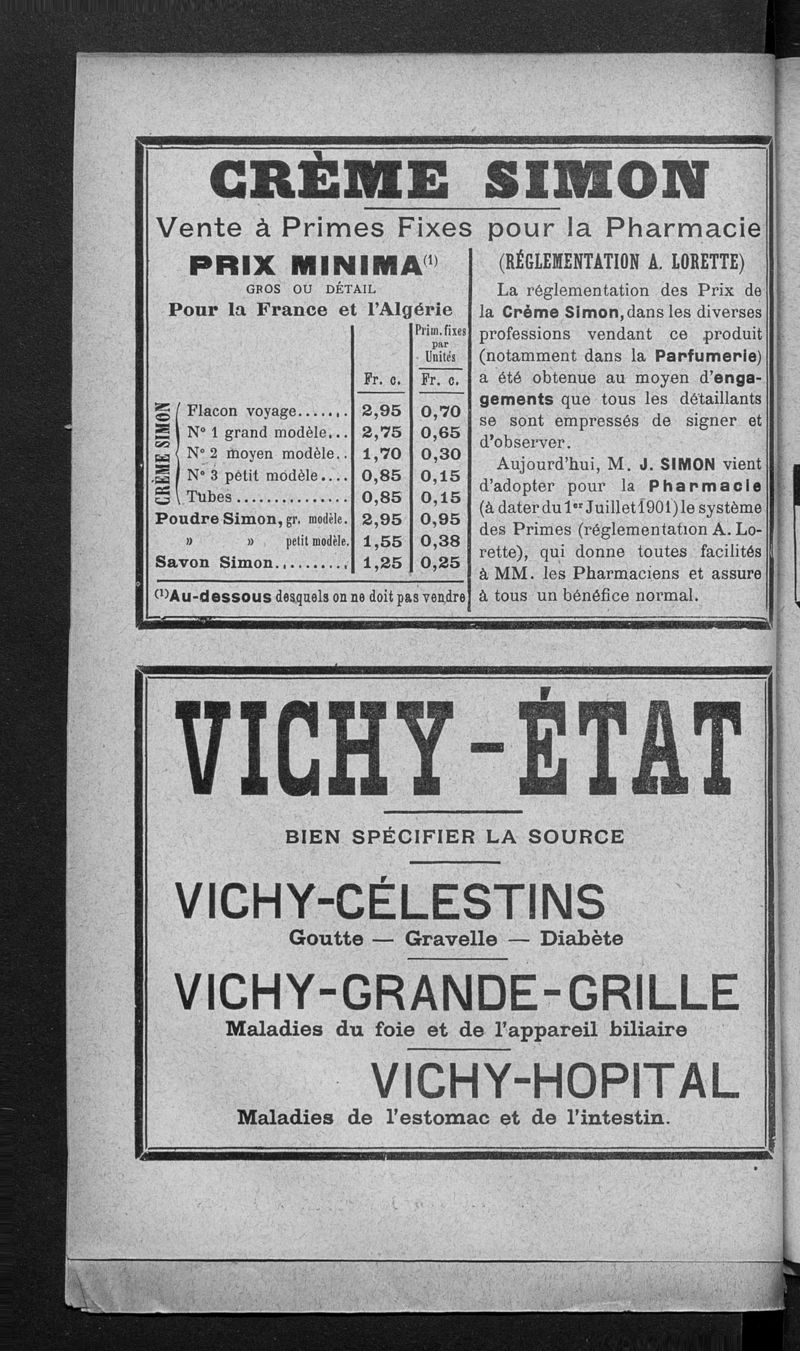 CRÈME SIMON
Vente à Primes Fixes pour la Pharmacie
PRIX MINIMA(1)
GROS OU DÉTAIL
Pour la France et l'Algérie
Prim. fixes
par
Unités
Fr. c. Fr. c.
CRÈME SIMON
Flacon voyage....... 2,95 0,70
N° 1 grand modèle... 2,75 0,65
N° 2 moyen modèle.. 1,70 0,30
N° 3 petit modèle.... 0,85 0,15
Tubes ............... 0,85 0,15
Poudre Simon, gr. modèle. 2,95 0,95
» » petit modèle. 1,55 0,38
Savon Simon.......... 1,25 0,25
(1)Au-dessous desquels on ne doit pas vendre
(RÉGLEMENTATION A. LORETTE)
La réglementation des Prix de
la Crème Simon, dans les diverses
professions vendant ce produit
(notamment dans la Parfumerie)
a été obtenue au moyen d'enga-
gements que tous les détaillants
se sont empressés de signer et
d'observer.
Aujourd'hui, M. J. SIMON vient
d'adopter pour la Pharmacie
(à dater du 1er Juillet 1901) le système
des Primes (réglementation A. Lo-
rette), qui donne toutes facilités
à MM. les Pharmaciens et assure
à tous un bénéfice normal.
VICHY-ÉTAT
BIEN SPÉCIFIER LA SOURCE
VICHY-CÉLESTINS
Goutte — Gravelle — Diabète
VICHY-GRANDE-GRILLE
Maladies du foie et de l'appareil biliaire
VICHY-HOPITAL
Maladies de l'estomac et de l'intestin.